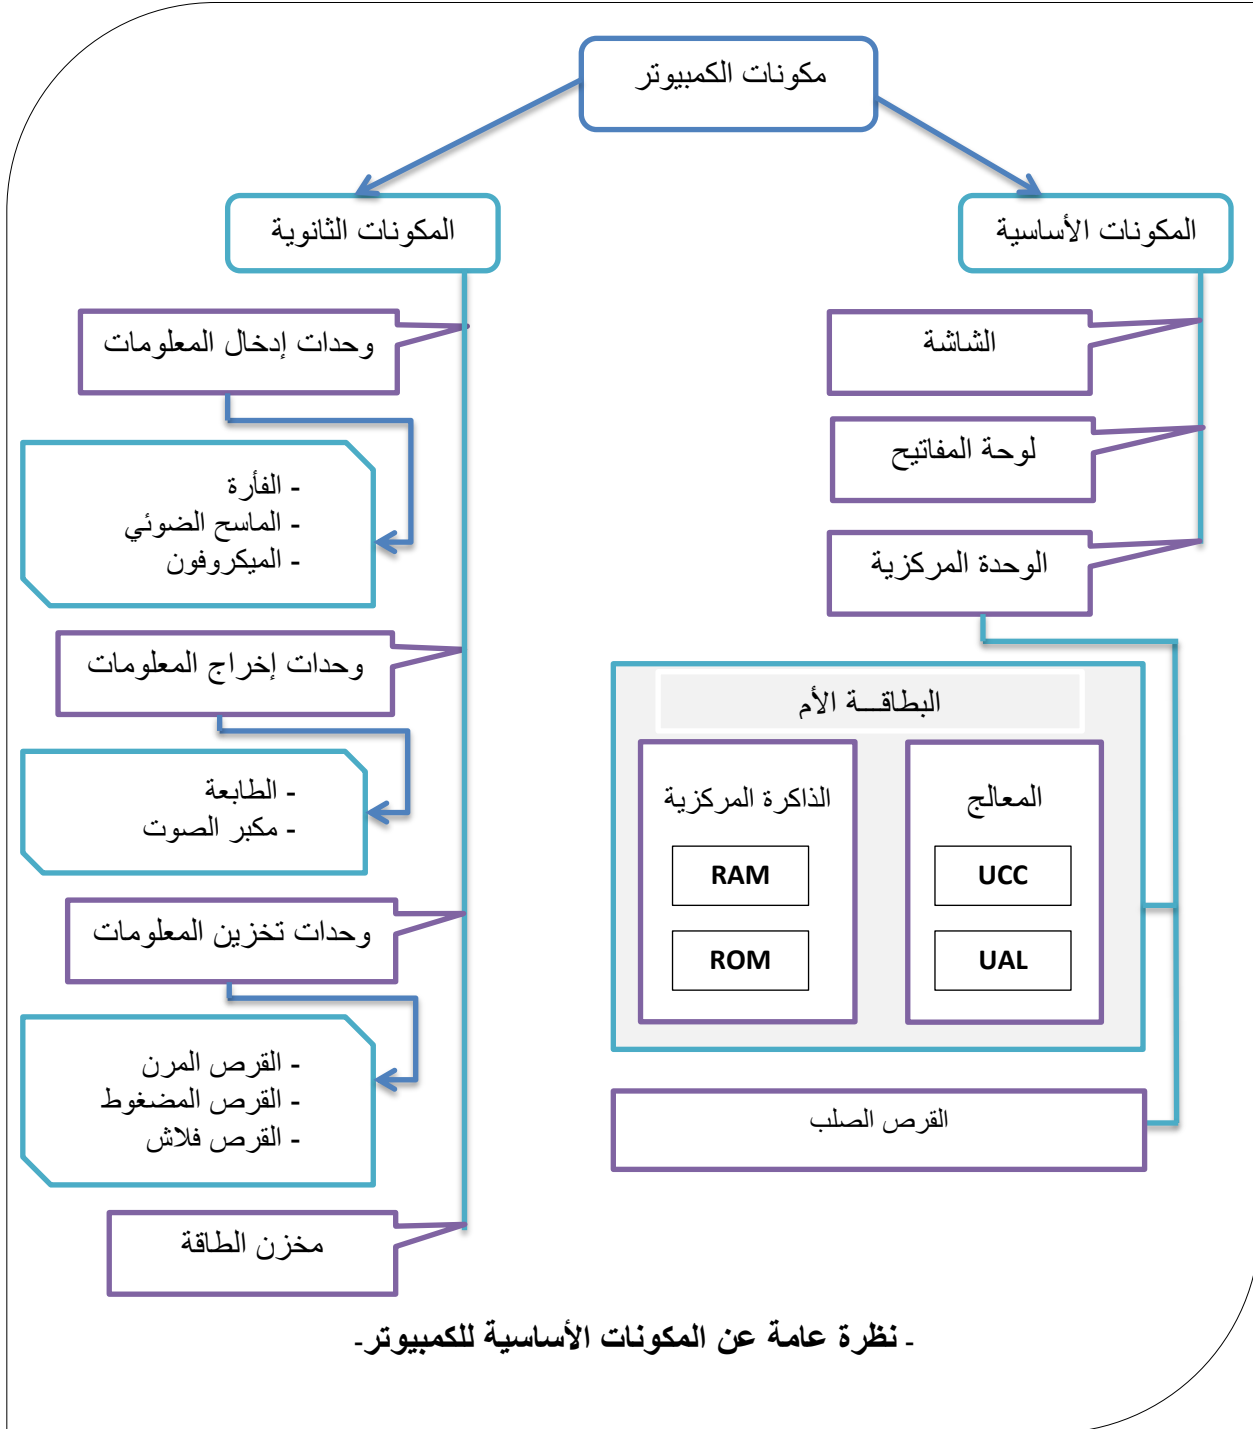 مكونات الكمبيوتر
المكونات الأساسية
الشاشة
لوحة المفاتيح
الوحدة المركزية
البطاقـــة الأم
المعالج
UCC
UAL
الذاكرة المركزية
RAM
ROM
القرص الصلب
المكونات الثانوية
وحدات إدخال المعلومات
- الفأرة
- الماسح الضوئي
- الميكروفون
وحدات إخراج المعلومات
- الطابعة
- مكبر الصوت
وحدات تخزين المعلومات
- القرص المرن
- القرص المضغوط
- القرص فلاش
مخزن الطاقة
- نظرة عامة عن المكونات الأساسية للكمبيوتر-